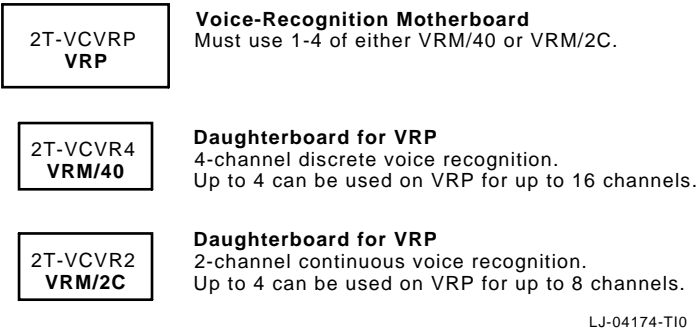 2T-VCVRP
VRP
Voice-Recognition Motherboard
Must use 1-4 of either VRM/40 or VRM/2C.
2T-VCVR4
VRM/40
Daughterboard for VRP
4-channel discrete voice recognition.
Up to 4 can be used on VRP for up to 16 channels.
2T-VCVR2
VRM/2C
Daughterboard for VRP
2-channel continuous voice recognition.
Up to 4 can be used on VRP for up to 8 channels.
LJ-04174-TI0